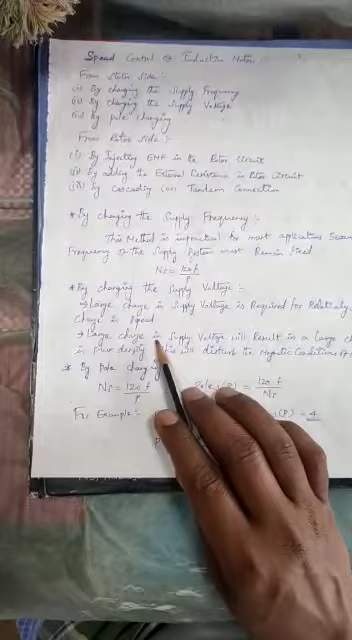 Speed Control of Induction Motor
From Stator Side :-
(i) By changing the Supply Frequency
(ii) By changing the Supply Voltage
(iii) By pole changing
From Rotor Side :-
(i) By Injecting EMF in the Rotor Circuit
(ii) By adding the External Resistance in Rotor Circuit
(iii) By Cascading (or) Tandem Connection
* By changing the Supply Frequency :-
This Method is impractical for most applications Because
Frequency of the Supply System must Remain Fixed
Ns = 120f / P
* By changing the Supply Voltage :-
→ Large change in Supply Voltage is Required for Relatively
change in Speed
→ Large change in Supply Voltage will Result in a Large
in Flux density this will disturb the Magnetic Conditions of
* By Pole changing
Ns = 120 f / P Poles (P) = 120 f / Ns
For Example :- (P) = 4